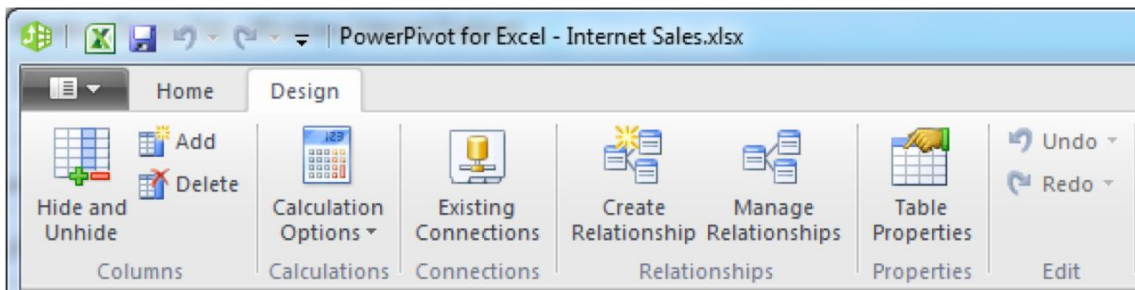 PowerPivot for Excel - Internet Sales.xlsx
Home Design
Add
Delete
Hide and
Unhide
Columns
123
Calculation
Options
Calculations
Existing
Connections
Connections
Create
Relationship
Manage
Relationships
Relationships
Table
Properties
Properties
Undo
Redo
Edit